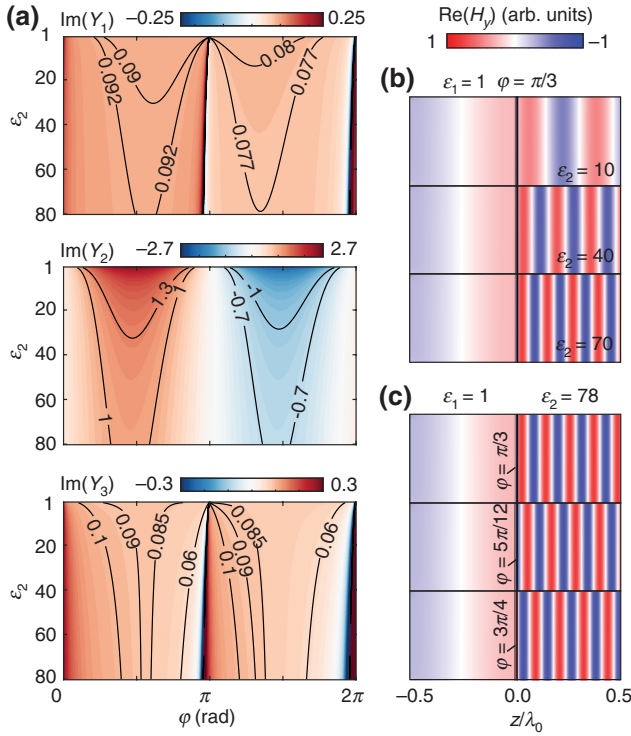 (a) Im(Y1) -0.25 0.25
1
20
40
60
80
ε2
0.09
0.092
0.092
0.08
0.077
0.077
Im(Y2) -2.7 2.7
1
20
40
60
80
ε2
1.3
1
1
-1
-0.7
-0.7
Im(Y3) -0.3 0.3
1
20
40
60
80
ε2
0.1
0.09
0.085
0.06
0.085
0.09
0.1
0.06
0 π 2π
φ (rad)
Re(Hy) (arb. units)
1 -1
(b) ε1 = 1 φ = π/3
ε2 = 10
ε2 = 40
ε2 = 70
(c) ε1 = 1 ε2 = 78
φ = π/3
φ = 5π/12
φ = 3π/4
-0.5 0.0 0.5
z/λ0